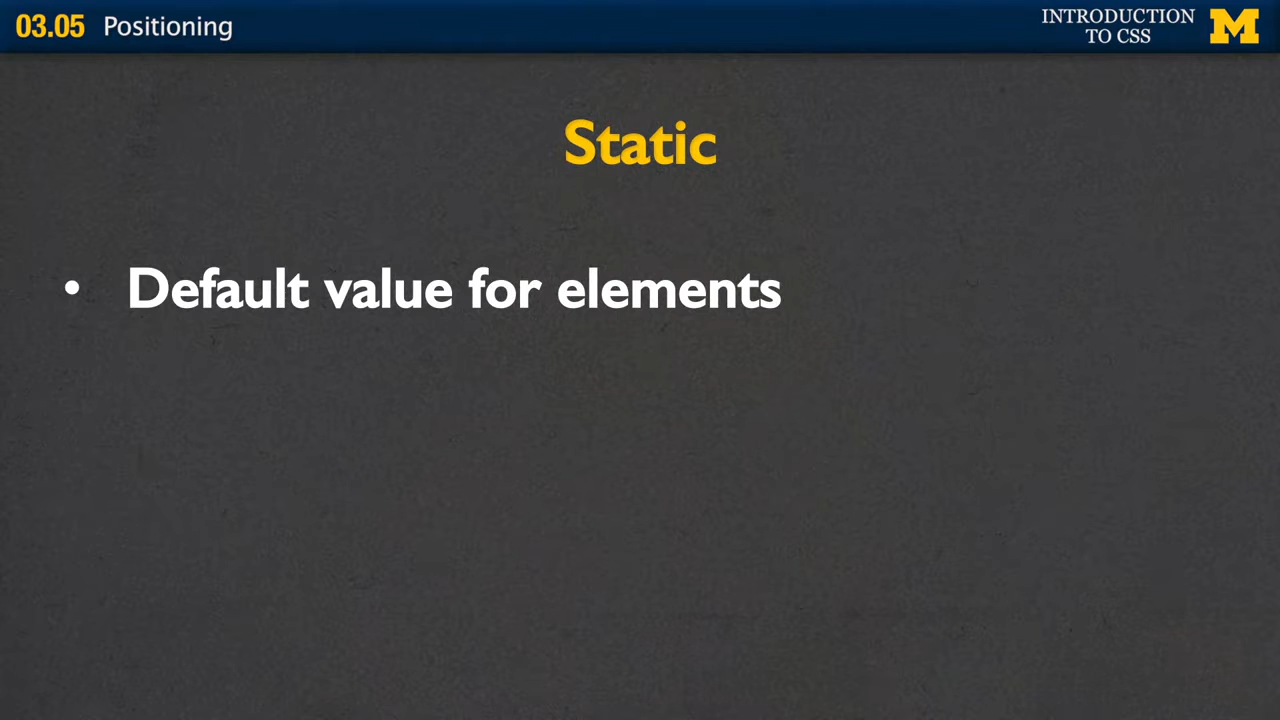 03.05 Positioning
INTRODUCTION
TO CSS
M
Static
• Default value for elements